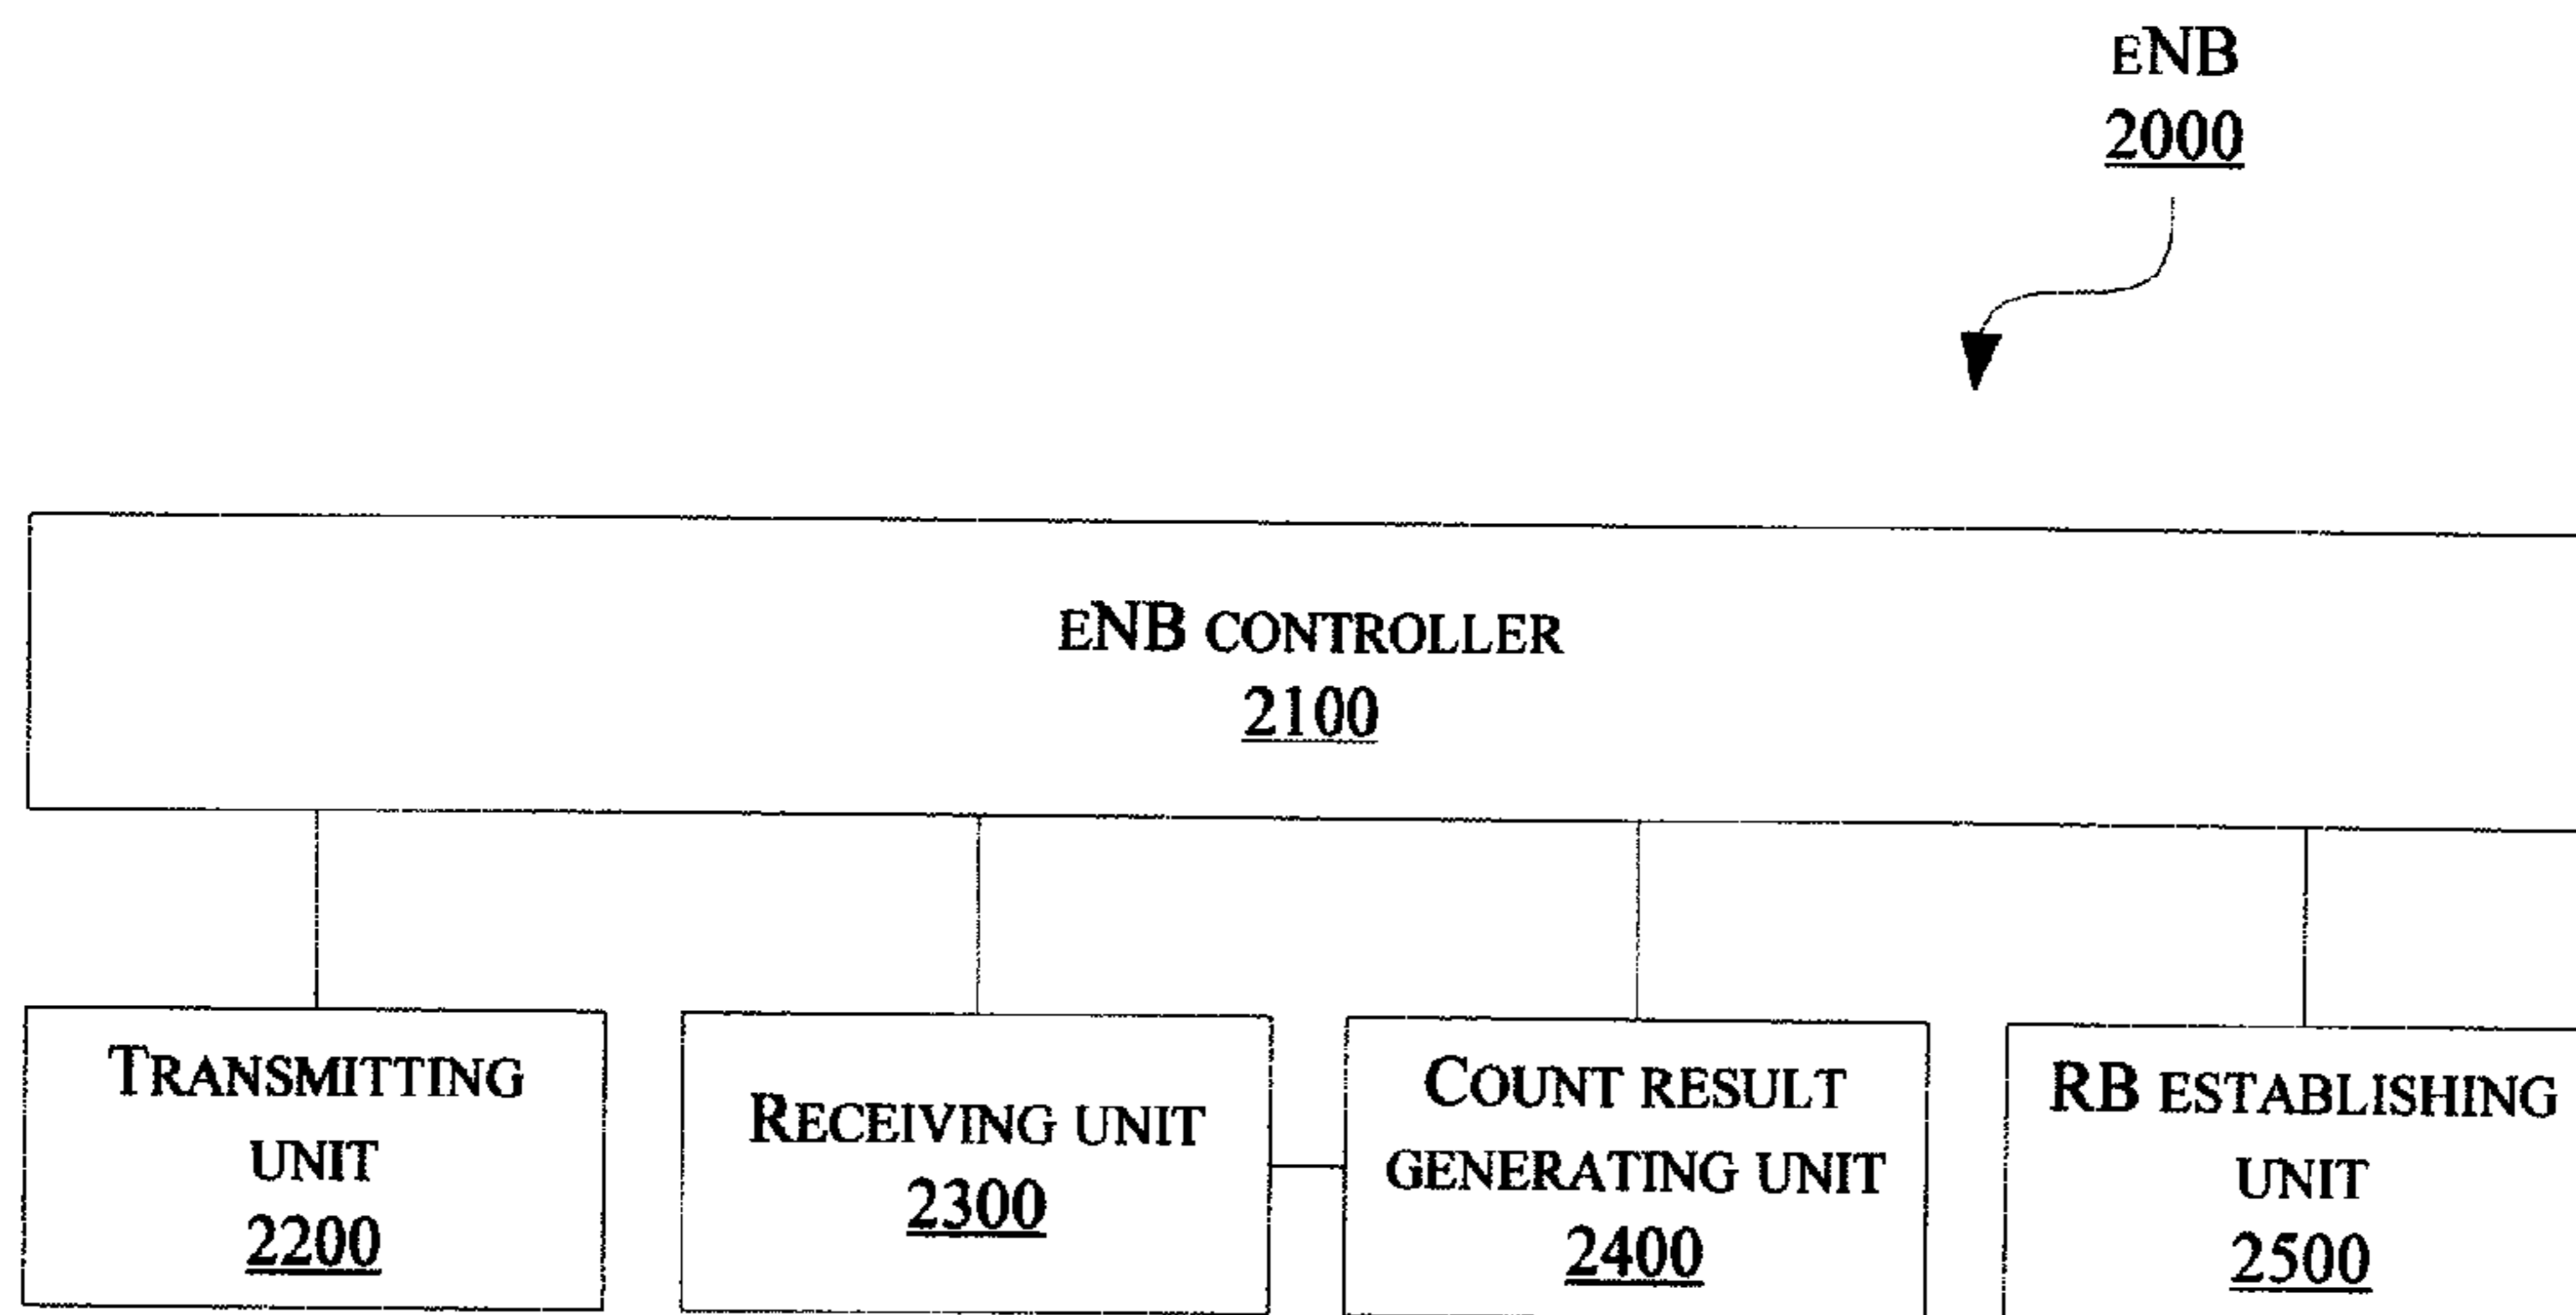 eNB
2000
eNB CONTROLLER
2100
TRANSMITTING
UNIT
2200
RECEIVING UNIT
2300
COUNT RESULT
GENERATING UNIT
2400
RB ESTABLISHING
UNIT
2500